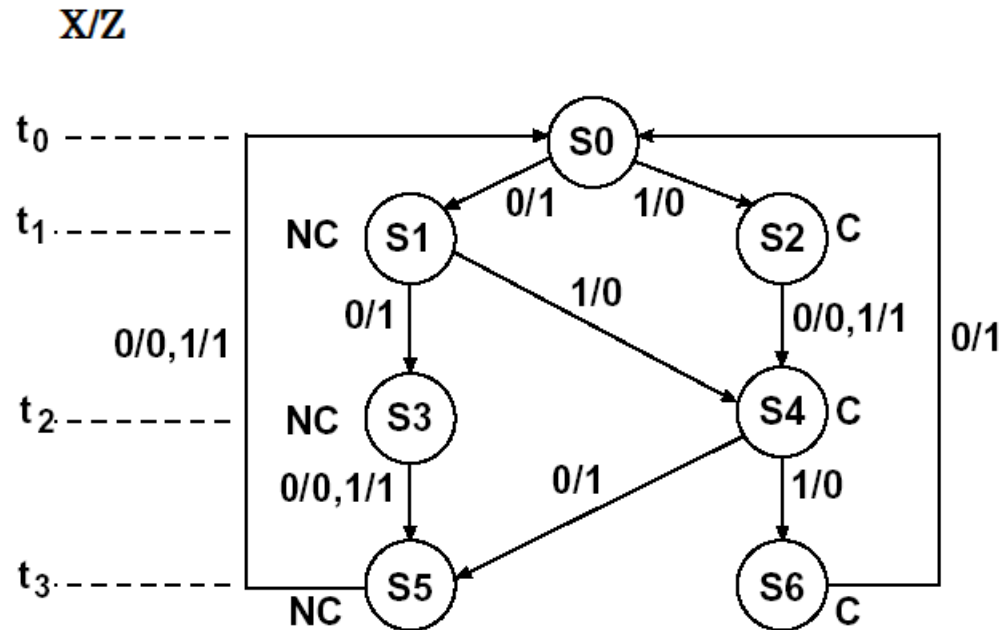 X/Z
t0
S0
0/1
1/0
t1
NC
S1
S2
C
1/0
0/1
0/0,1/1
0/0,1/1
0/1
t2
NC
S3
S4
C
0/0,1/1
0/1
1/0
t3
S5
S6
NC
C